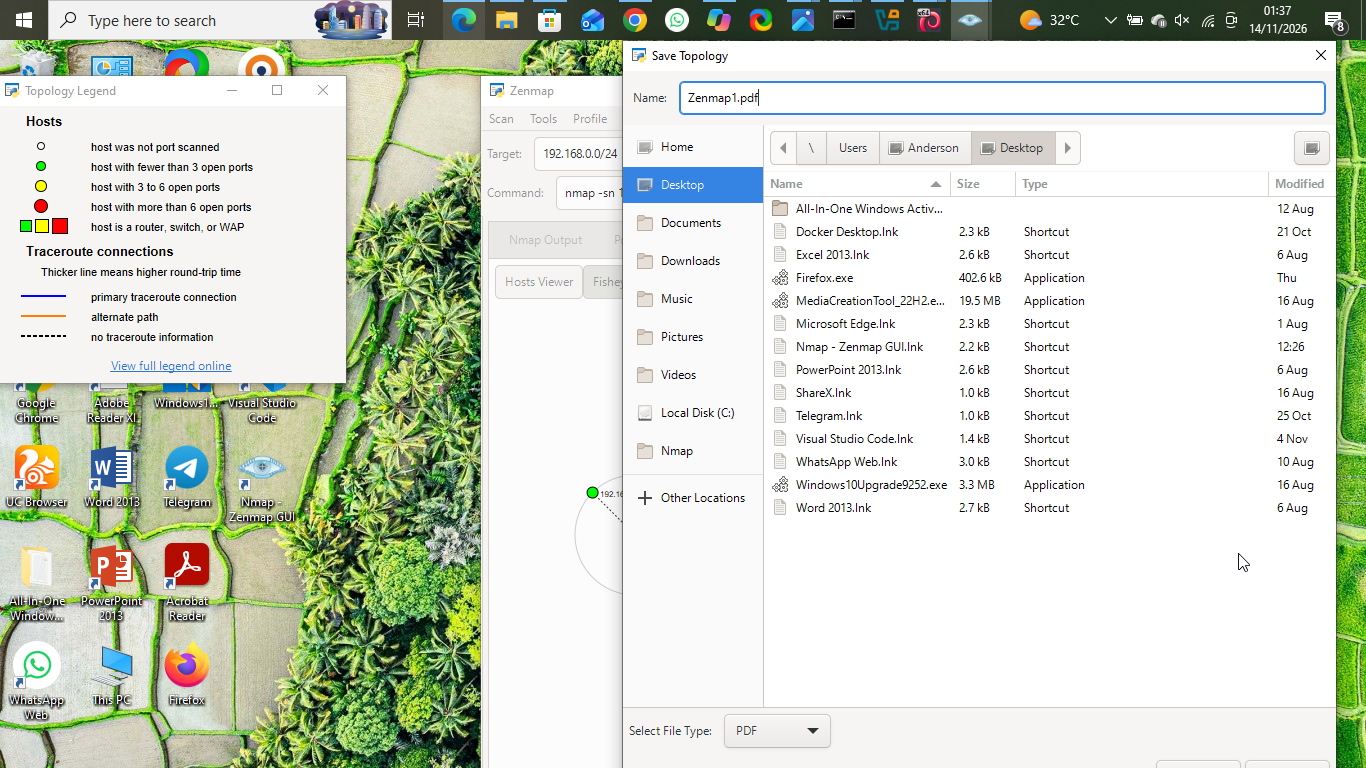 Type here to search
32°C
01:37
14/11/2026
8
Topology Legend
Hosts
host was not port scanned
host with fewer than 3 open ports
host with 3 to 6 open ports
host with more than 6 open ports
host is a router, switch, or WAP
Traceroute connections
Thicker line means higher round-trip time
primary traceroute connection
alternate path
no traceroute information
View full legend online
Google
Chrome
Adobe
Reader XI
Windows1...
Visual Studio
Code
UC Browser
Word 2013
Telegram
Nmap -
Zenmap GUI
All-In-One
Window...
PowerPoint
2013
Acrobat
Reader
WhatsApp
Web
This PC
Firefox
Zenmap
Scan Tools Profile
Target: 192.168.0.0/24
Command: nmap -sn 1
Nmap Output
Hosts Viewer
Fishey
192.16
Save Topology
Name: Zenmap1.pdf
Home
Desktop
Documents
Downloads
Music
Pictures
Videos
Local Disk (C:)
Nmap
Other Locations
\ Users Anderson Desktop
Name Size Type Modified
All-In-One Windows Activ... 12 Aug
Docker Desktop.lnk 2.3 kB Shortcut 21 Oct
Excel 2013.lnk 2.6 kB Shortcut 6 Aug
Firefox.exe 402.6 kB Application Thu
MediaCreationTool_22H2.e... 19.5 MB Application 16 Aug
Microsoft Edge.lnk 2.3 kB Shortcut 1 Aug
Nmap - Zenmap GUI.lnk 2.2 kB Shortcut 12:26
PowerPoint 2013.lnk 2.6 kB Shortcut 6 Aug
ShareX.lnk 1.0 kB Shortcut 16 Aug
Telegram.lnk 1.0 kB Shortcut 25 Oct
Visual Studio Code.lnk 1.4 kB Shortcut 4 Nov
WhatsApp Web.lnk 3.0 kB Shortcut 10 Aug
Windows10Upgrade9252.exe 3.3 MB Application 16 Aug
Word 2013.lnk 2.7 kB Shortcut 6 Aug
Select File Type: PDF